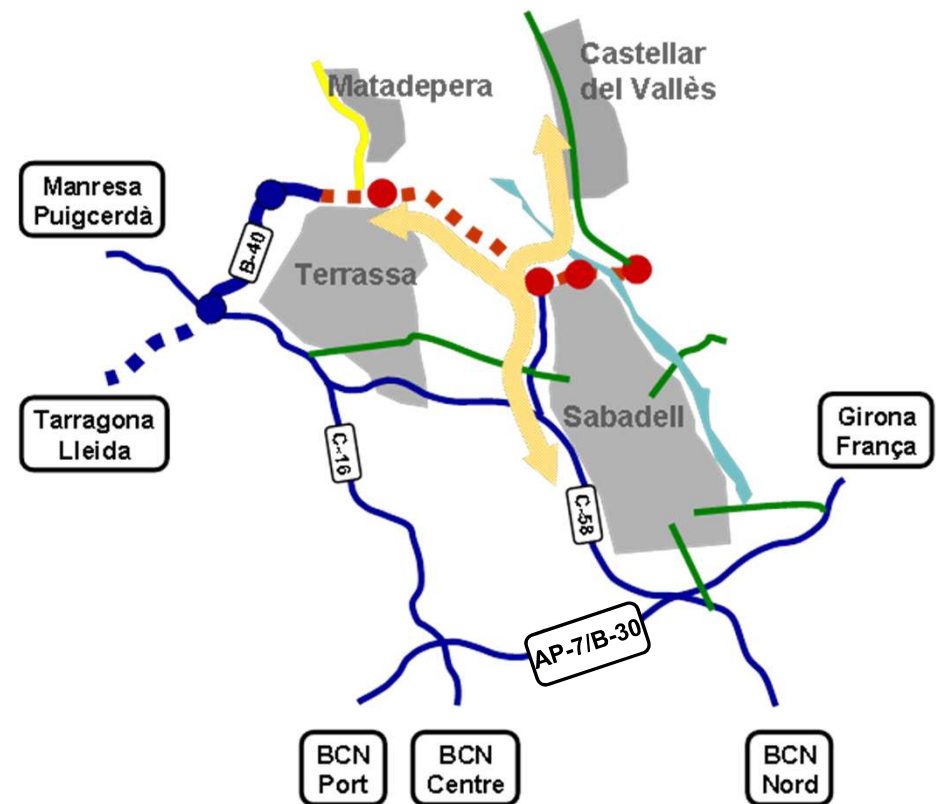 Castellar
del Vallès
Matadepera
Manresa
Puigcerdà
B-40
Terrassa
Tarragona
Lleida
Sabadell
Girona
França
C-16
C-58
AP-7/B-30
BCN
Port
BCN
Centre
BCN
Nord